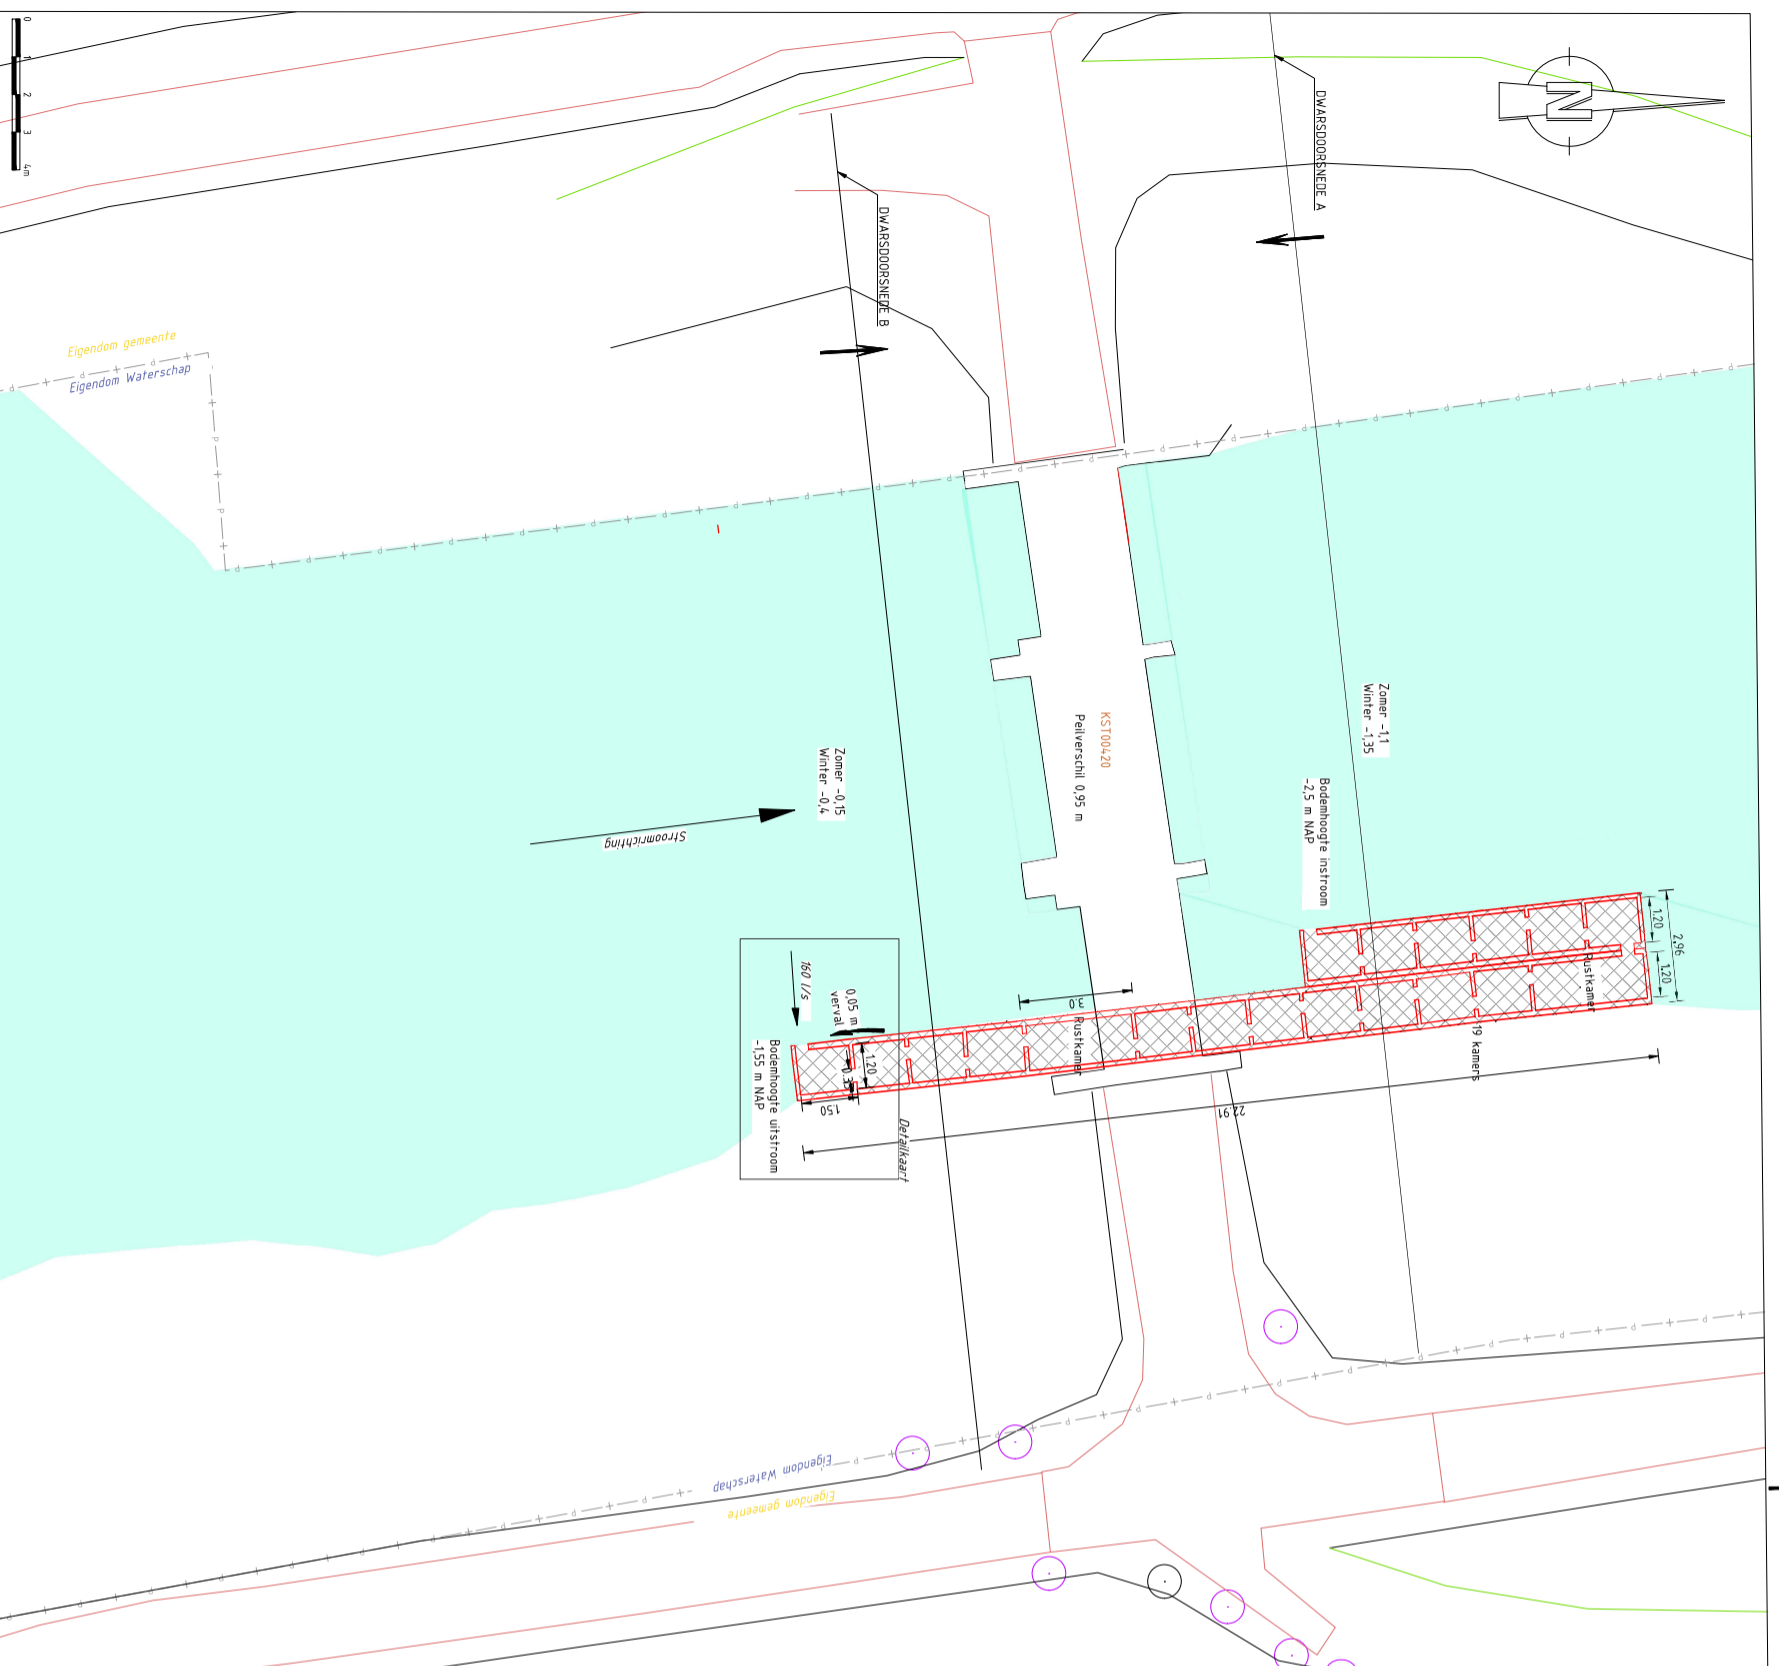 0
1
2
3
4m
DWARSDOORSNEDE A
N
DWARSDOORSNEDE B
Eigendom gemeente
Eigendom Waterschap
Zomer -1,1
Winter -1,35
KST00420
Peilverschil 0,95 m
Zomer -0,15
Winter -0,4
Stroomrichting
Bodemhoogte instroom
-2,5 m NAP
1.20
2.96
1.20
Rustkamer
19 kamers
3.0
Rustkamer
160 l/s
0,05 m
verval
1.20
1.50
Bodemhoogte uitstroom
-1,55 m NAP
Detailkaart
22.91
Eigendom Waterschap
Eigendom gemeente